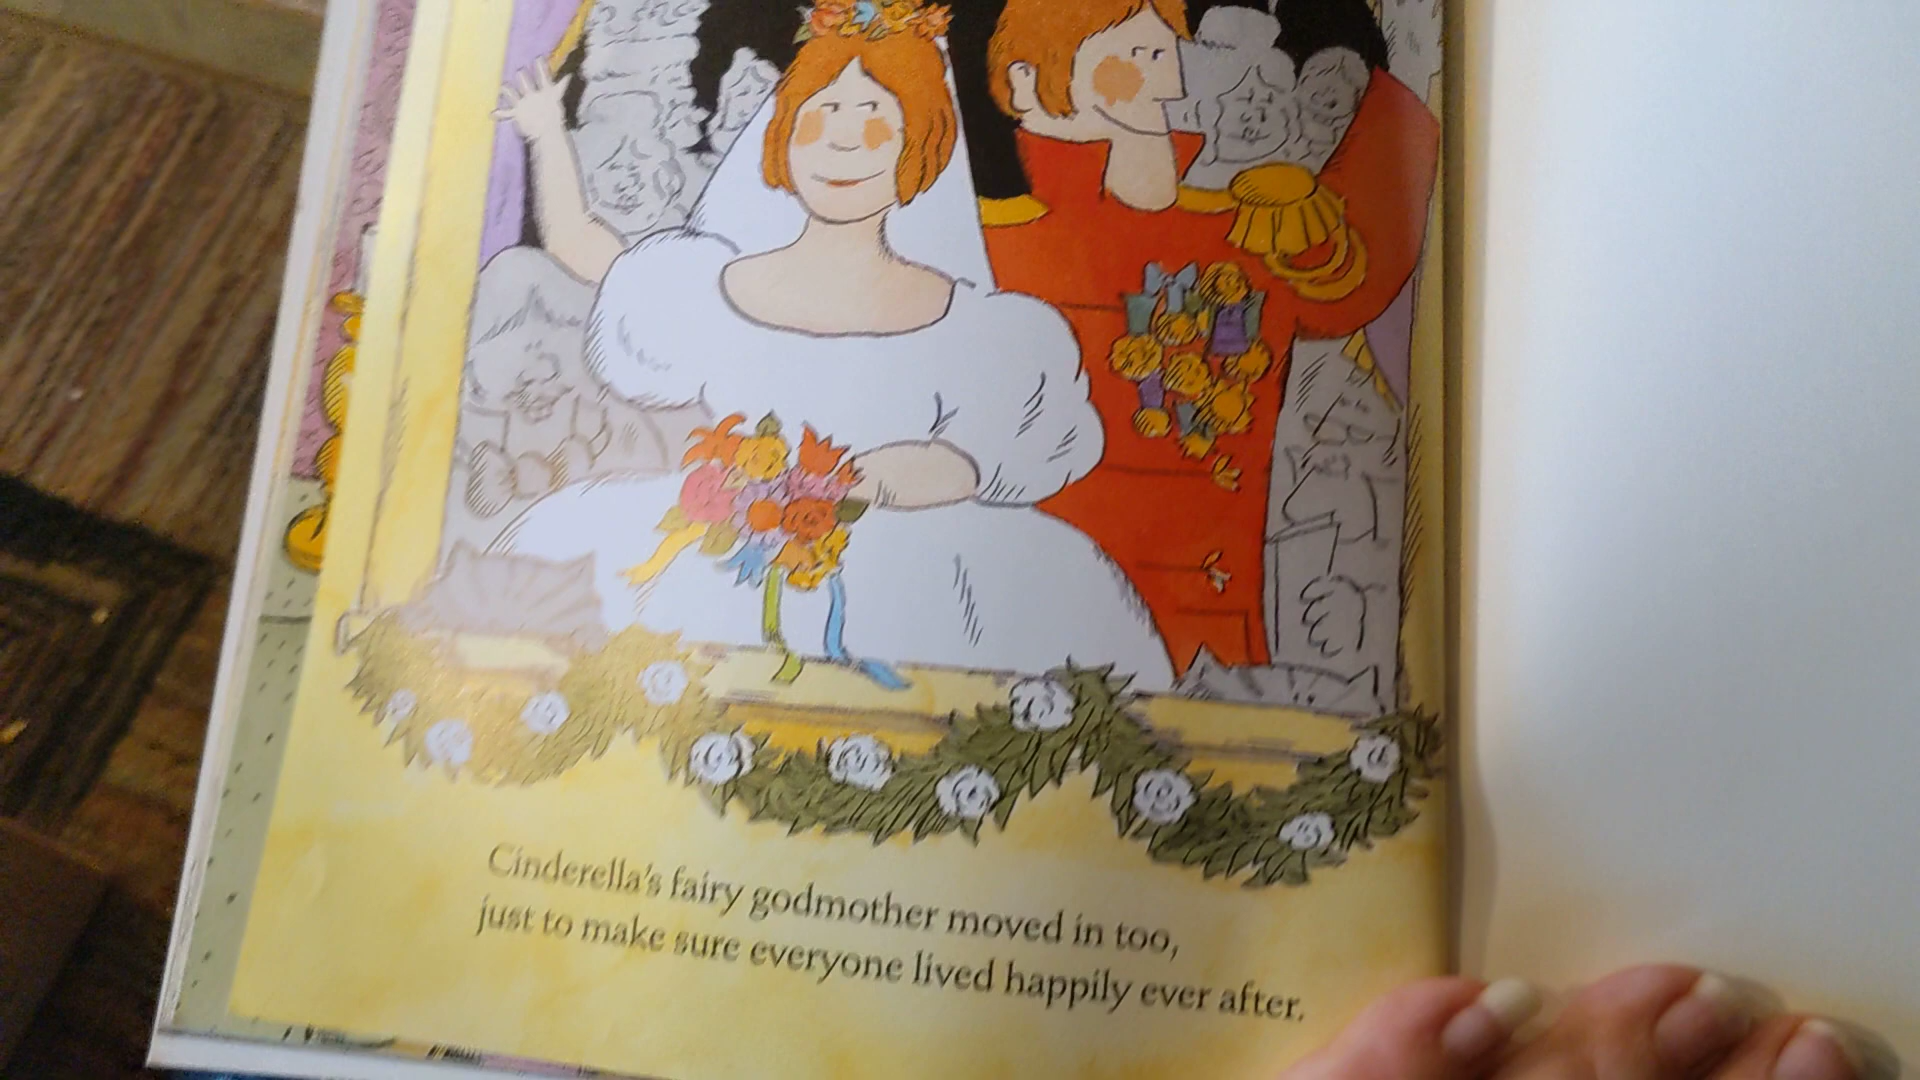 Cinderella's fairy godmother moved in too,
just to make sure everyone lived happily ever after.